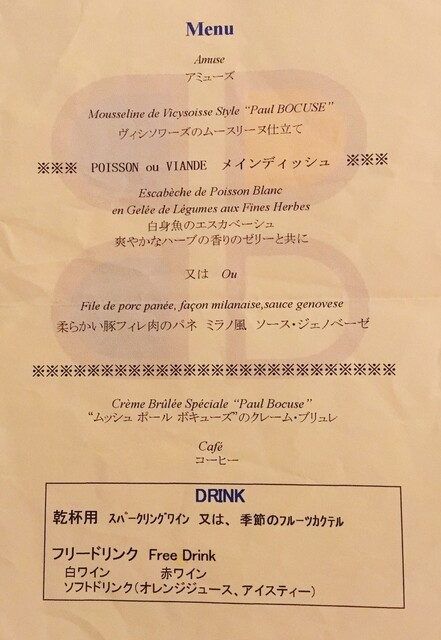 Menu
Amuse
アミューズ
Mousseline de Vicysoisse Style “Paul BOCUSE”
ヴィシソワーズのムースリーヌ仕立て
※※※ POISSON ou VIANDE メインディッシュ ※※※
Escabèche de Poisson Blanc
en Gelée de Légumes aux Fines Herbes
白身魚のエスカベーシュ
爽やかなハーブの香りのゼリーと共に
又は Ou
File de porc panée, façon milanaise,sauce genovese
柔らかい豚フィレ肉のパネ ミラノ風 ソース・ジェノベーゼ
※※※※※※※※※※※※※※※※※※※※※※※※※※※※
Crème Brûlée Spéciale “Paul Bocuse”
“ムッシュ ポール ボキューズ”のクレーム・ブリュレ
Café
コーヒー
DRINK
乾杯用 スパークリングワイン 又は、季節のフルーツカクテル
フリードリンク Free Drink
白ワイン 赤ワイン
ソフトドリンク（オレンジジュース、アイスティー）